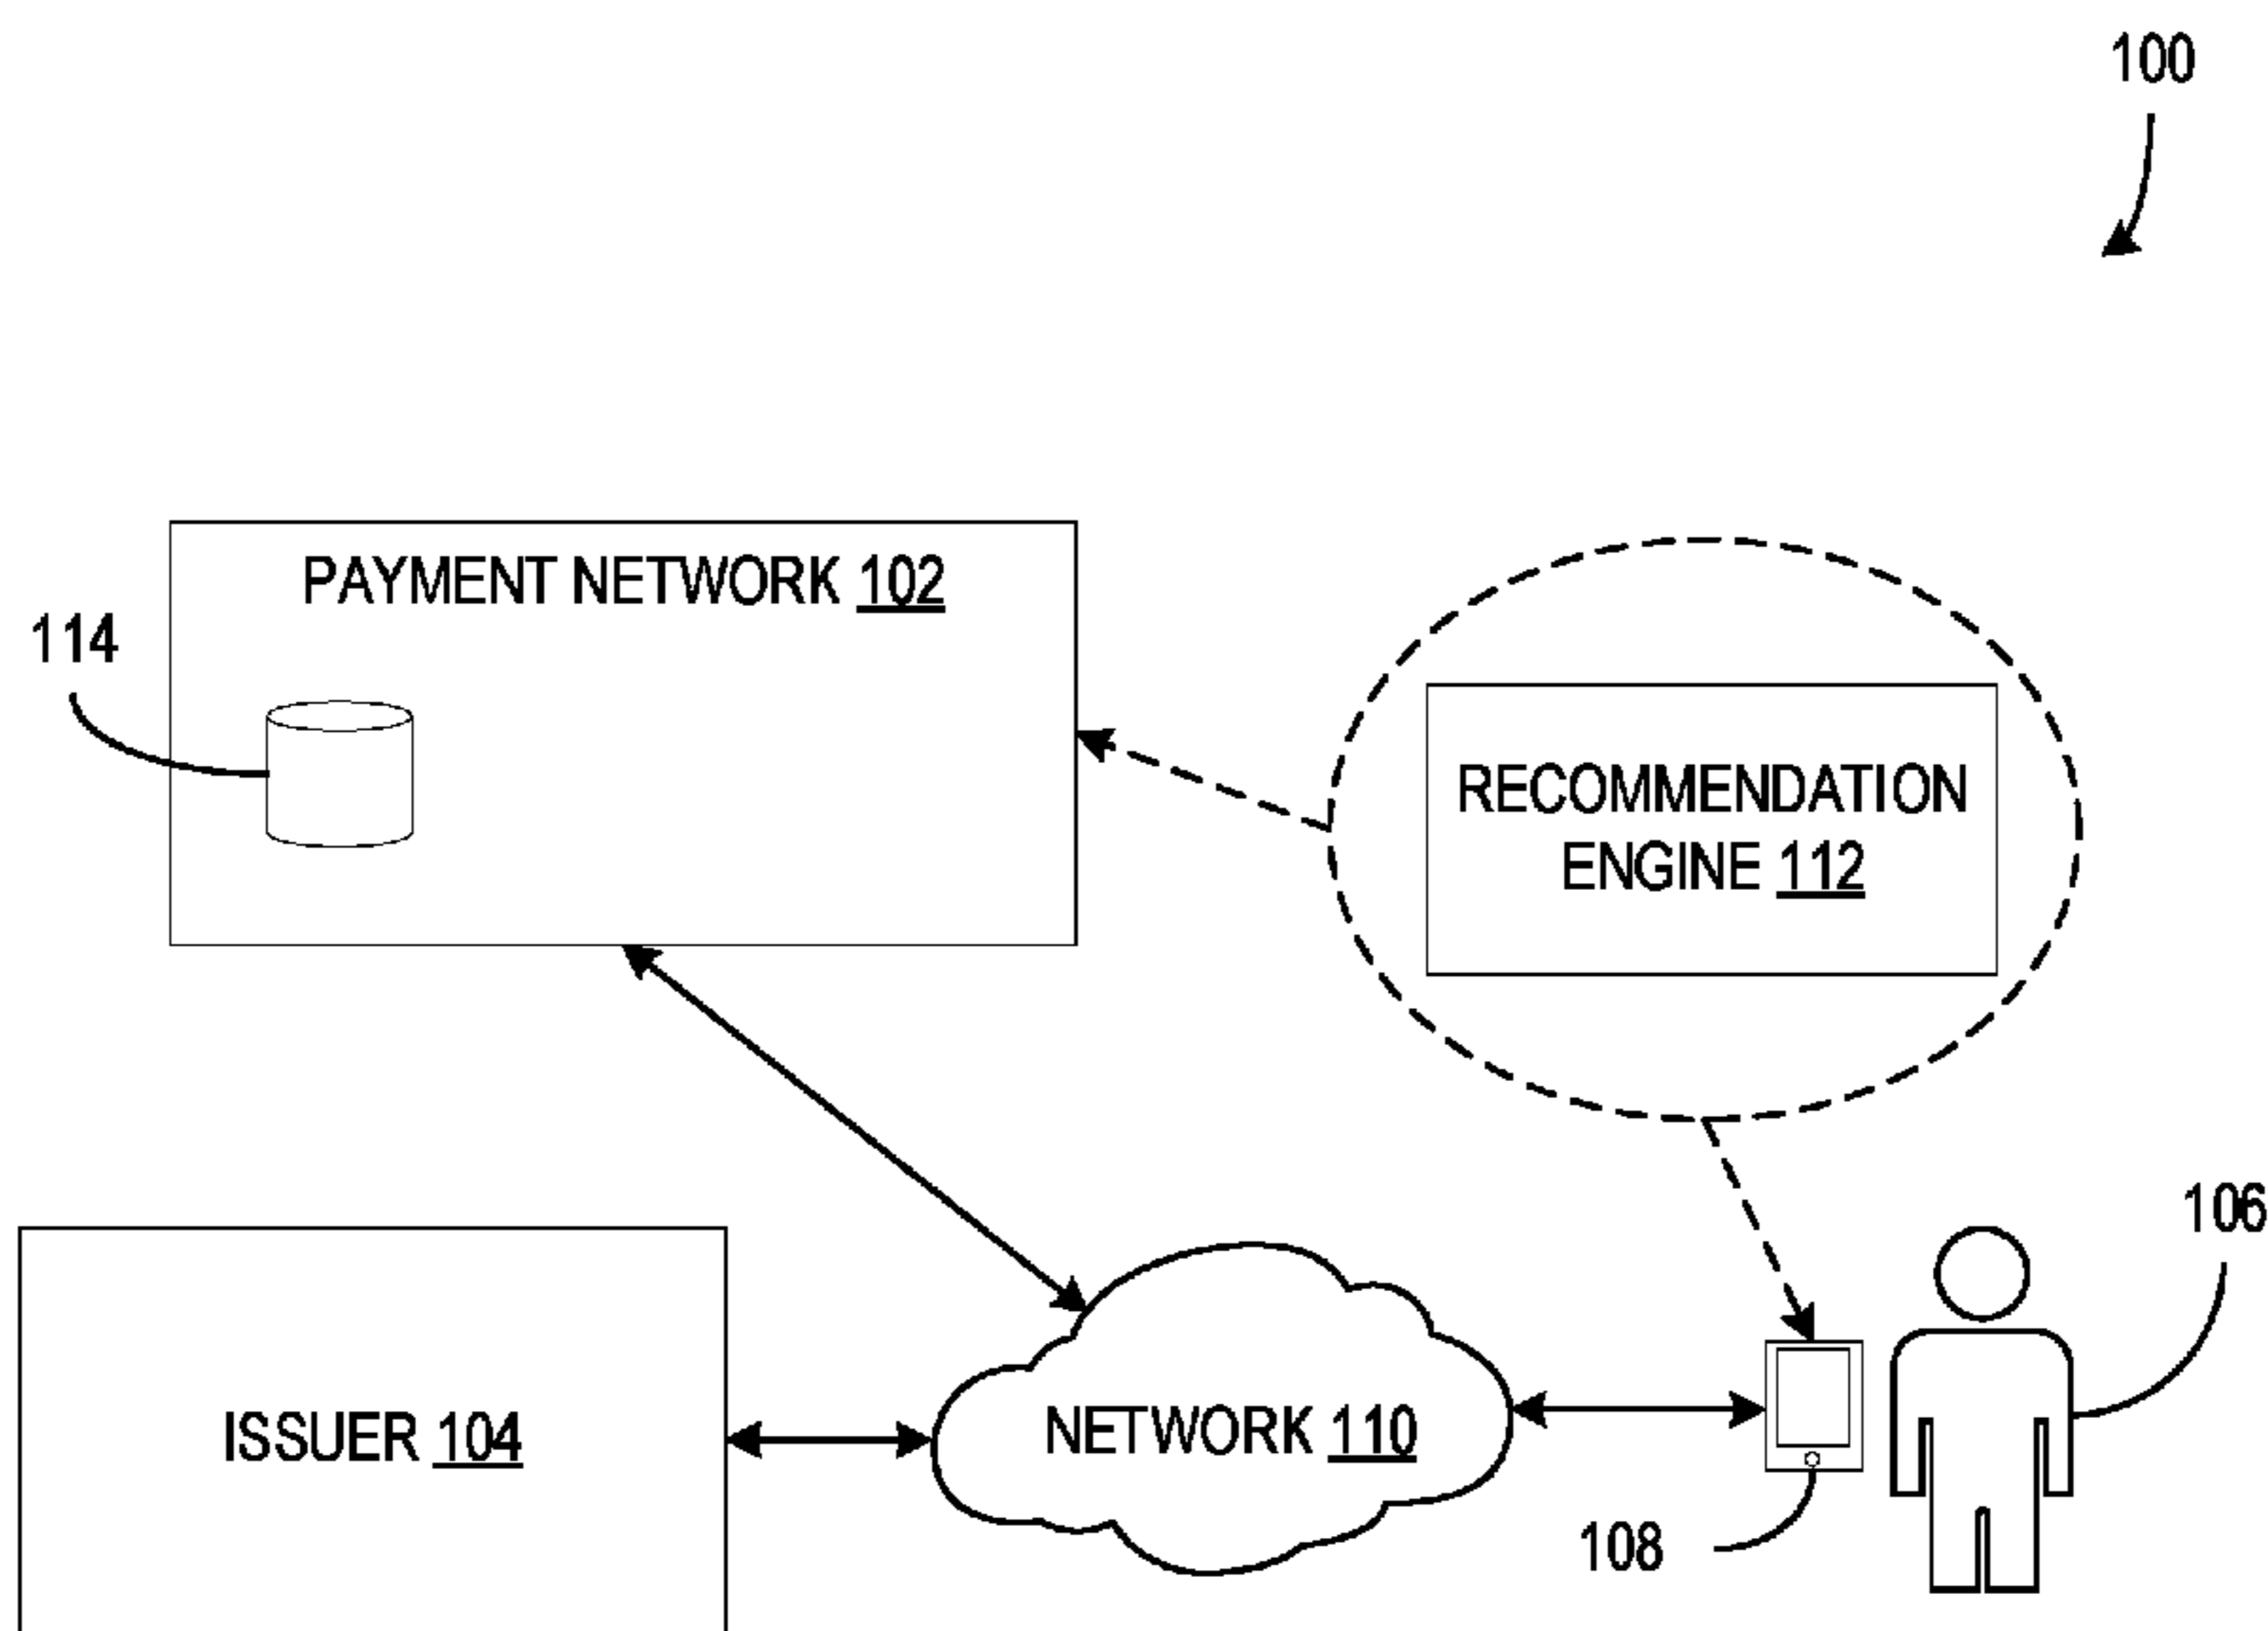 100
PAYMENT NETWORK 102
114
RECOMMENDATION
ENGINE 112
106
ISSUER 104
NETWORK 110
108